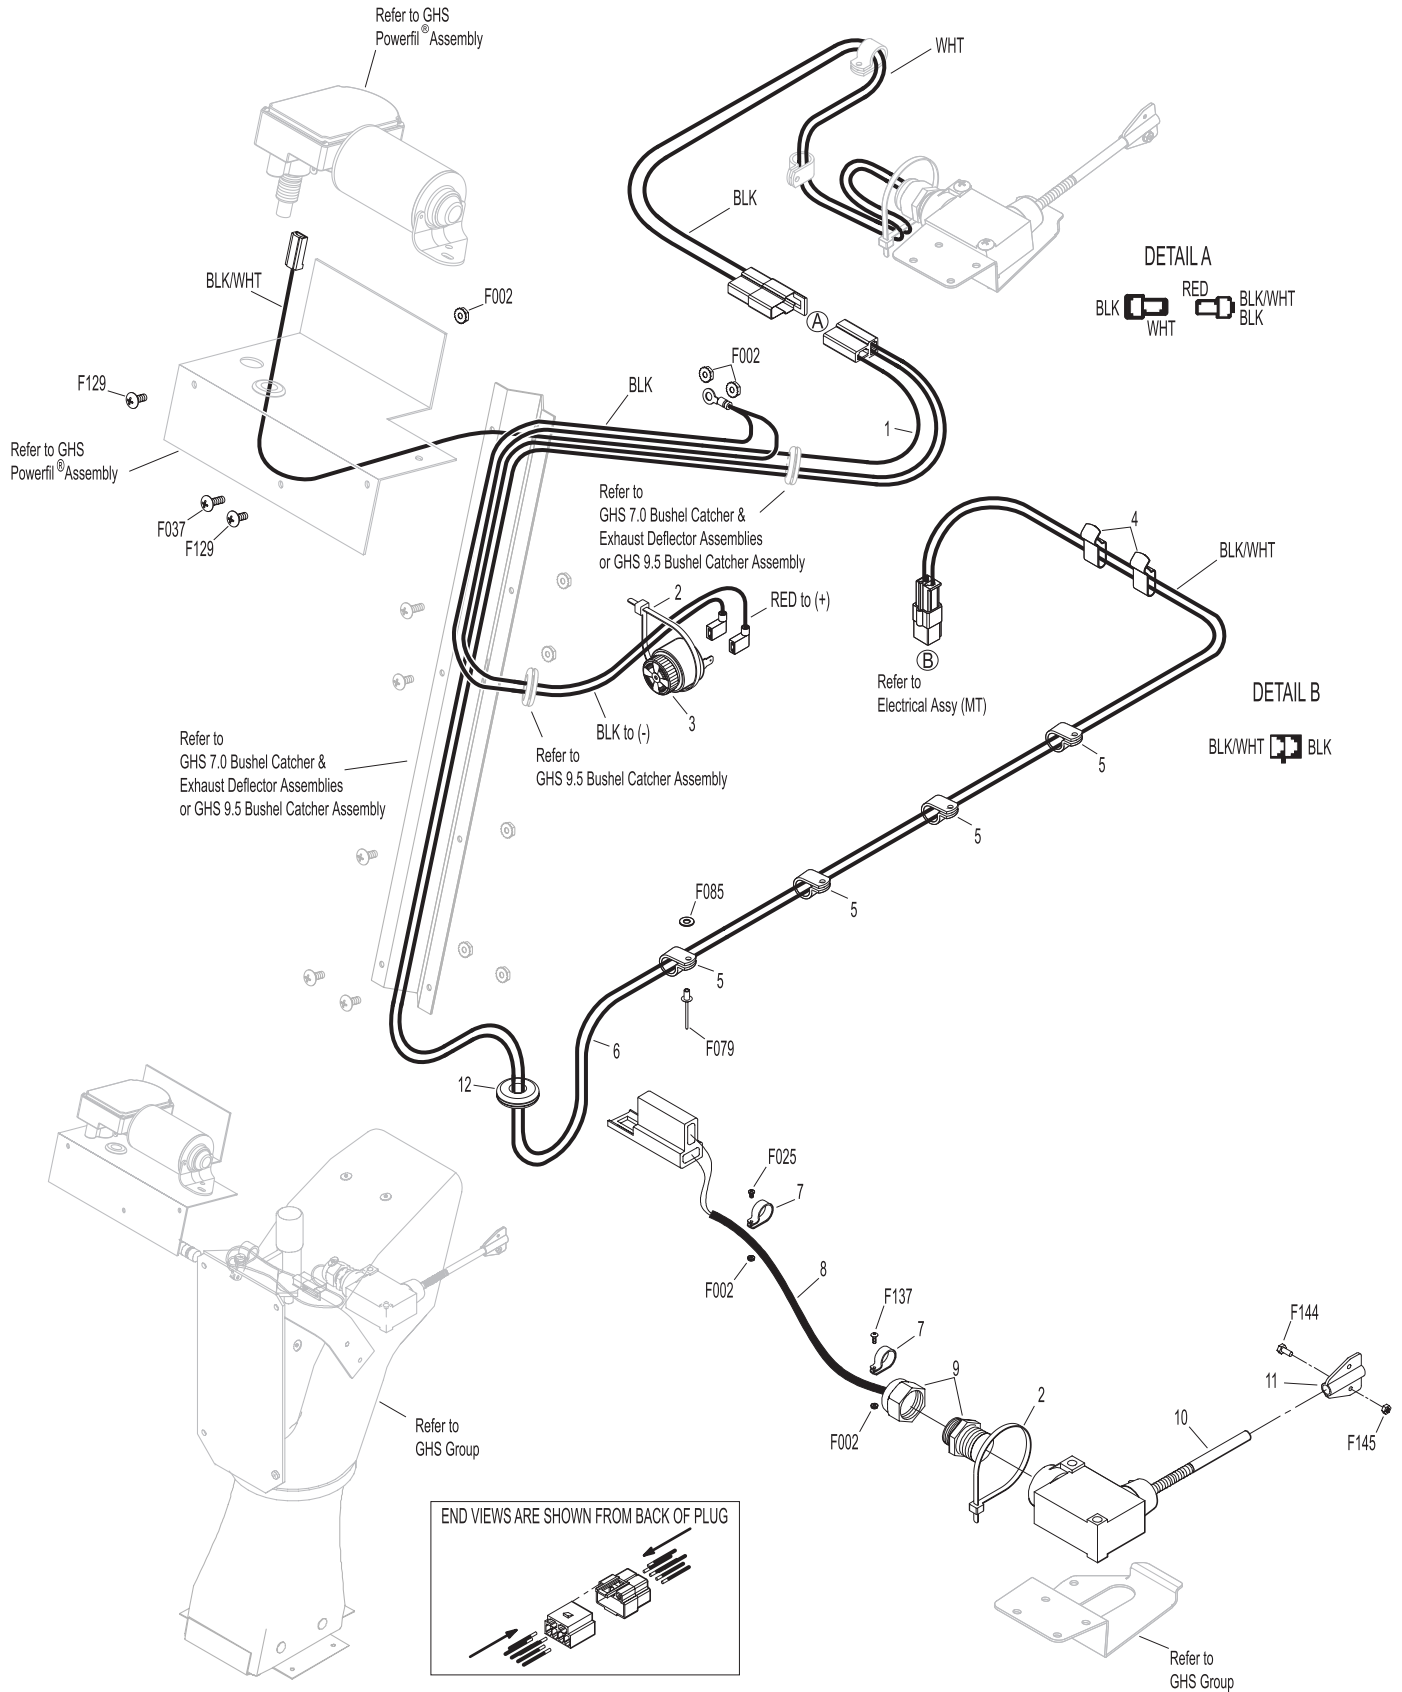 Refer to GHS
Powerfil® Assembly
WHT
BLK
DETAIL A
BLK/WHT
RED
BLK/WHT
BLK
BLK
WHT
F002
A
F002
F129
BLK
1
Refer to GHS
Powerfil® Assembly
Refer to
GHS 7.0 Bushel Catcher &
Exhaust Deflector Assemblies
or GHS 9.5 Bushel Catcher Assembly
F037
F129
4
BLK/WHT
2
RED to (+)
B
Refer to
Electrical Assy (MT)
DETAIL B
3
BLK to (-)
Refer to
GHS 7.0 Bushel Catcher &
Exhaust Deflector Assemblies
or GHS 9.5 Bushel Catcher Assembly
Refer to
GHS 9.5 Bushel Catcher Assembly
BLK/WHT
BLK
5
5
5
F085
5
F079
6
12
F025
7
F002
8
F137
7
F144
9
11
2
10
F002
F145
Refer to
GHS Group
END VIEWS ARE SHOWN FROM BACK OF PLUG
Refer to
GHS Group